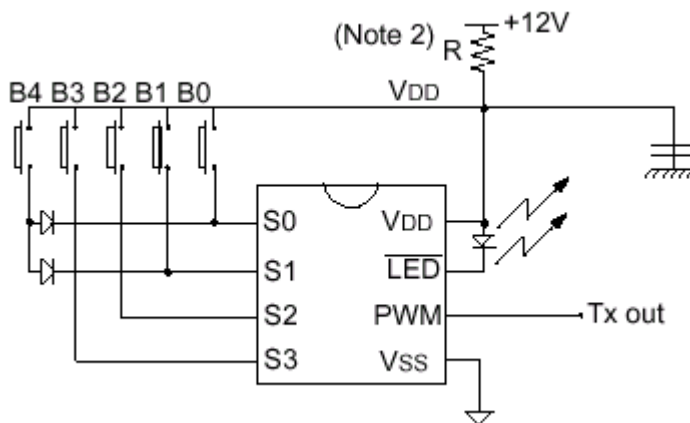 +12V
(Note 2) R
VDD
B4 B3 B2 B1 B0
S0 VDD
S1 LED
S2 PWM Tx out
S3 VSS